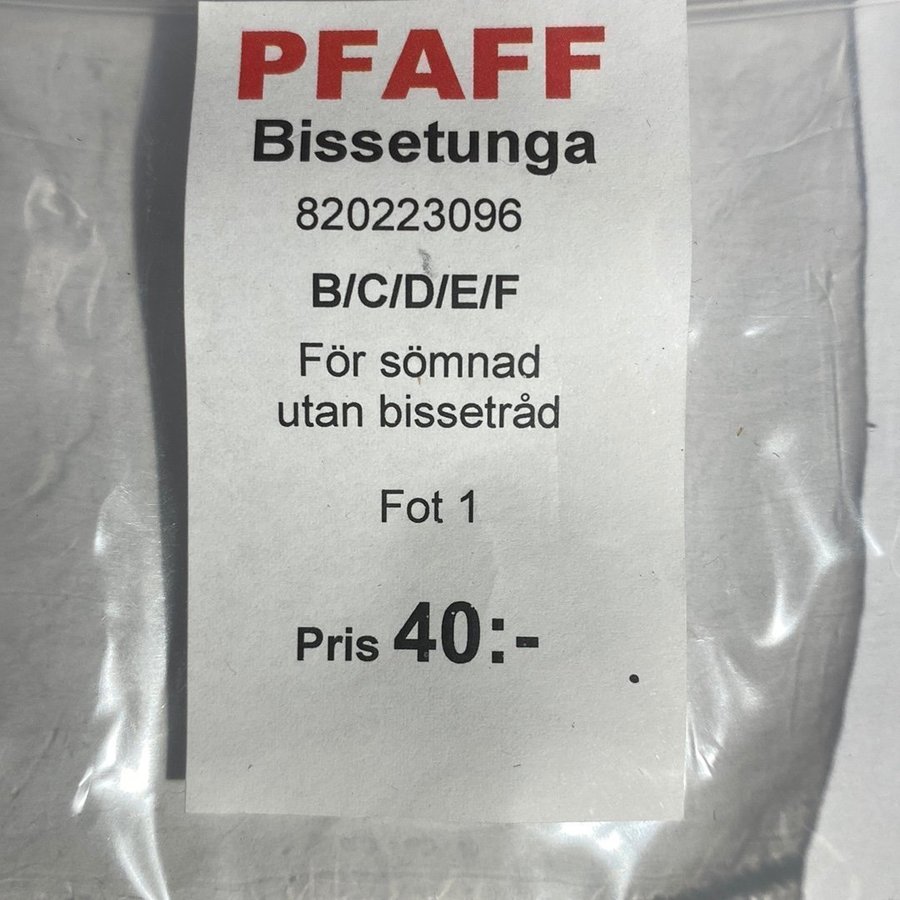 PFAFF
Bissetunga
820223096
B/C/D/E/F
För sömnad
utan bissetråd
Fot 1
Pris 40:-